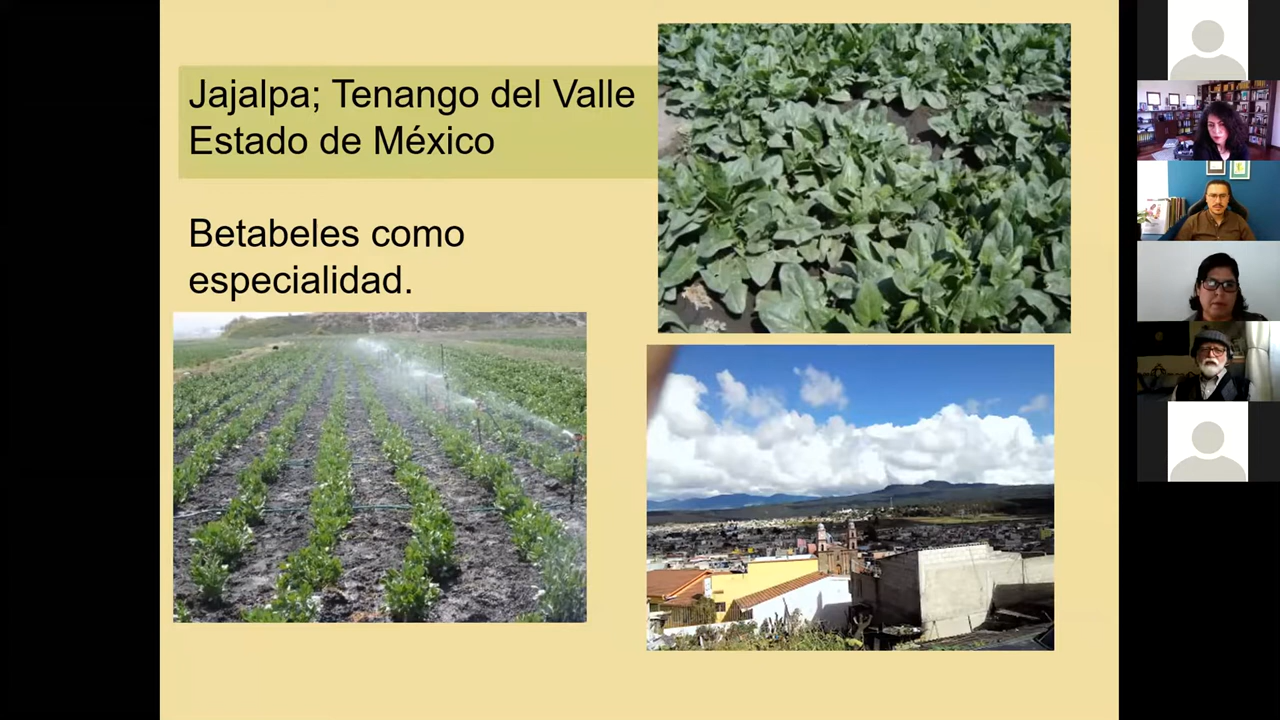 Jajalpa; Tenango del Valle
Estado de México
Betabeles como
especialidad.